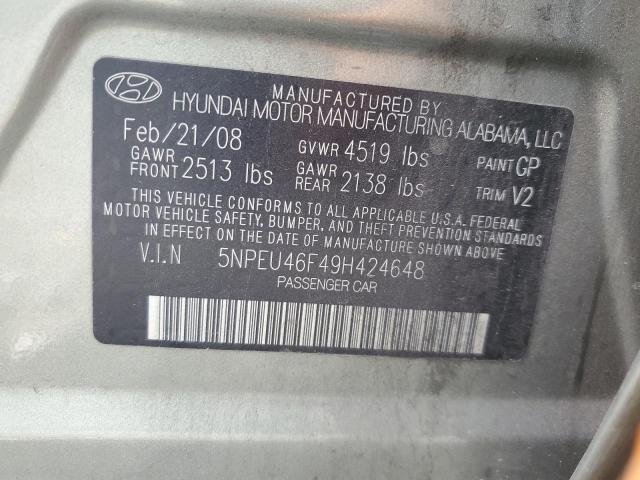 MANUFACTURED BY
HYUNDAI MOTOR MANUFACTURING ALABAMA, LLC
Feb/21/08 GVWR 4519 lbs PAINT GP
GAWR FRONT 2513 lbs GAWR REAR 2138 lbs TRIM V2
THIS VEHICLE CONFORMS TO ALL APPLICABLE U.S.A. FEDERAL
MOTOR VEHICLE SAFETY, BUMPER, AND THEFT PREVENTION STANDARDS
IN EFFECT ON THE DATE OF MANUFACTURE SHOWN ABOVE
V.I.N 5NPEU46F49H424648
PASSENGER CAR